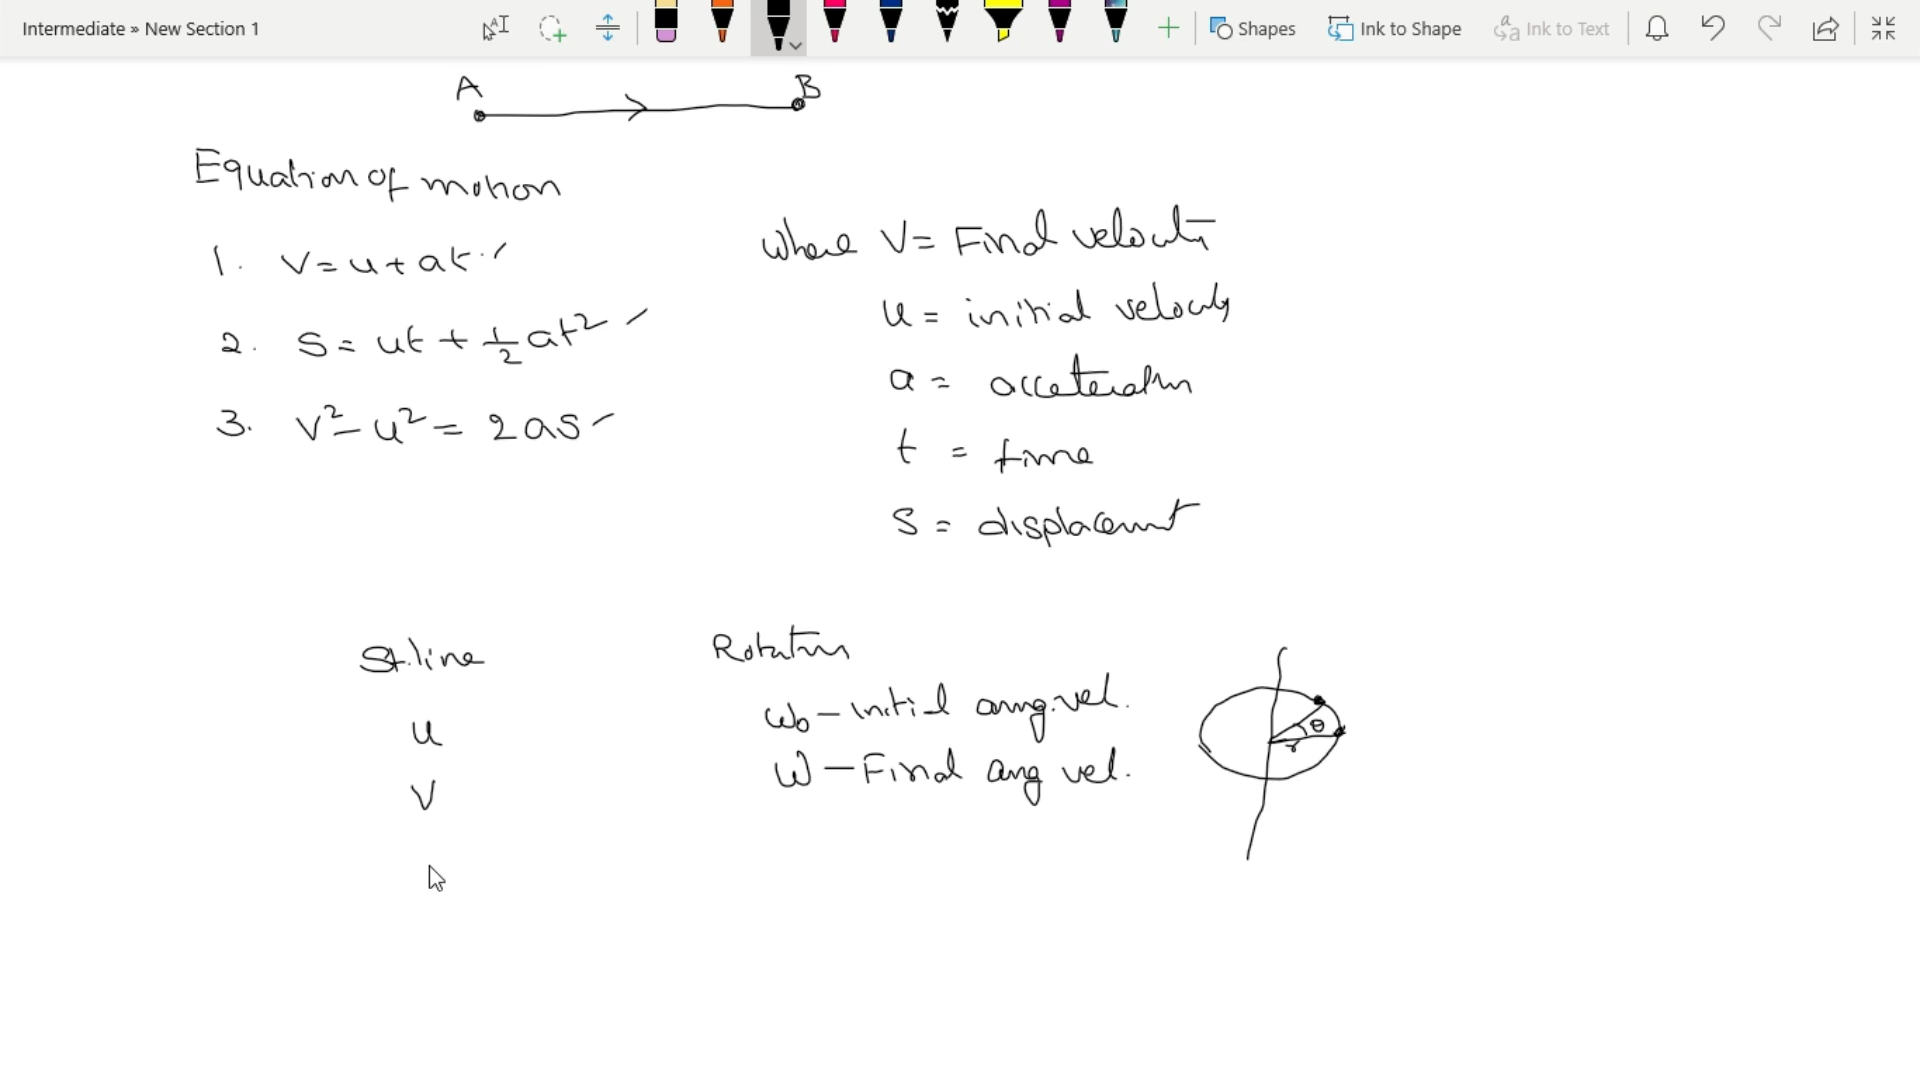 Intermediate » New Section 1
Shapes
Ink to Shape
Ink to Text
A B
Equation of motion
1. V = u + at
2. S = ut + 1/2 at²
3. V² - u² = 2as
where V = Final velocity
u = initial velocity
a = acceleration
t = time
S = displacement
St.line Rotation
u ω₀ - Initial ang.vel.
V ω - Final ang vel.
θ
r